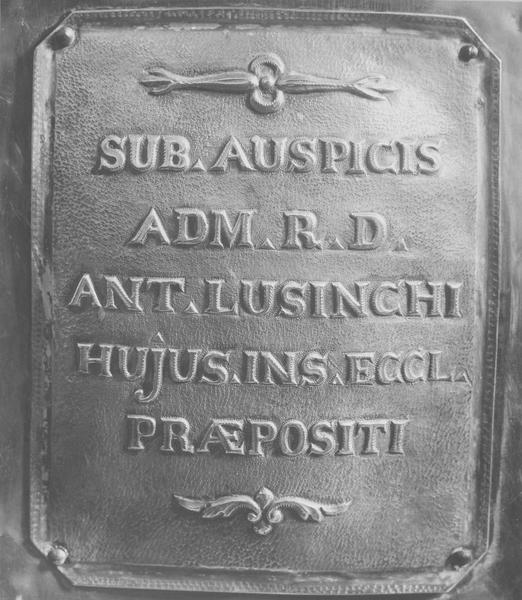 SUB. AUSPICIS
ADM. R. D.
ANT. LUSINCHI
HUJUS. INS. ECCL.
PRÆPOSITI